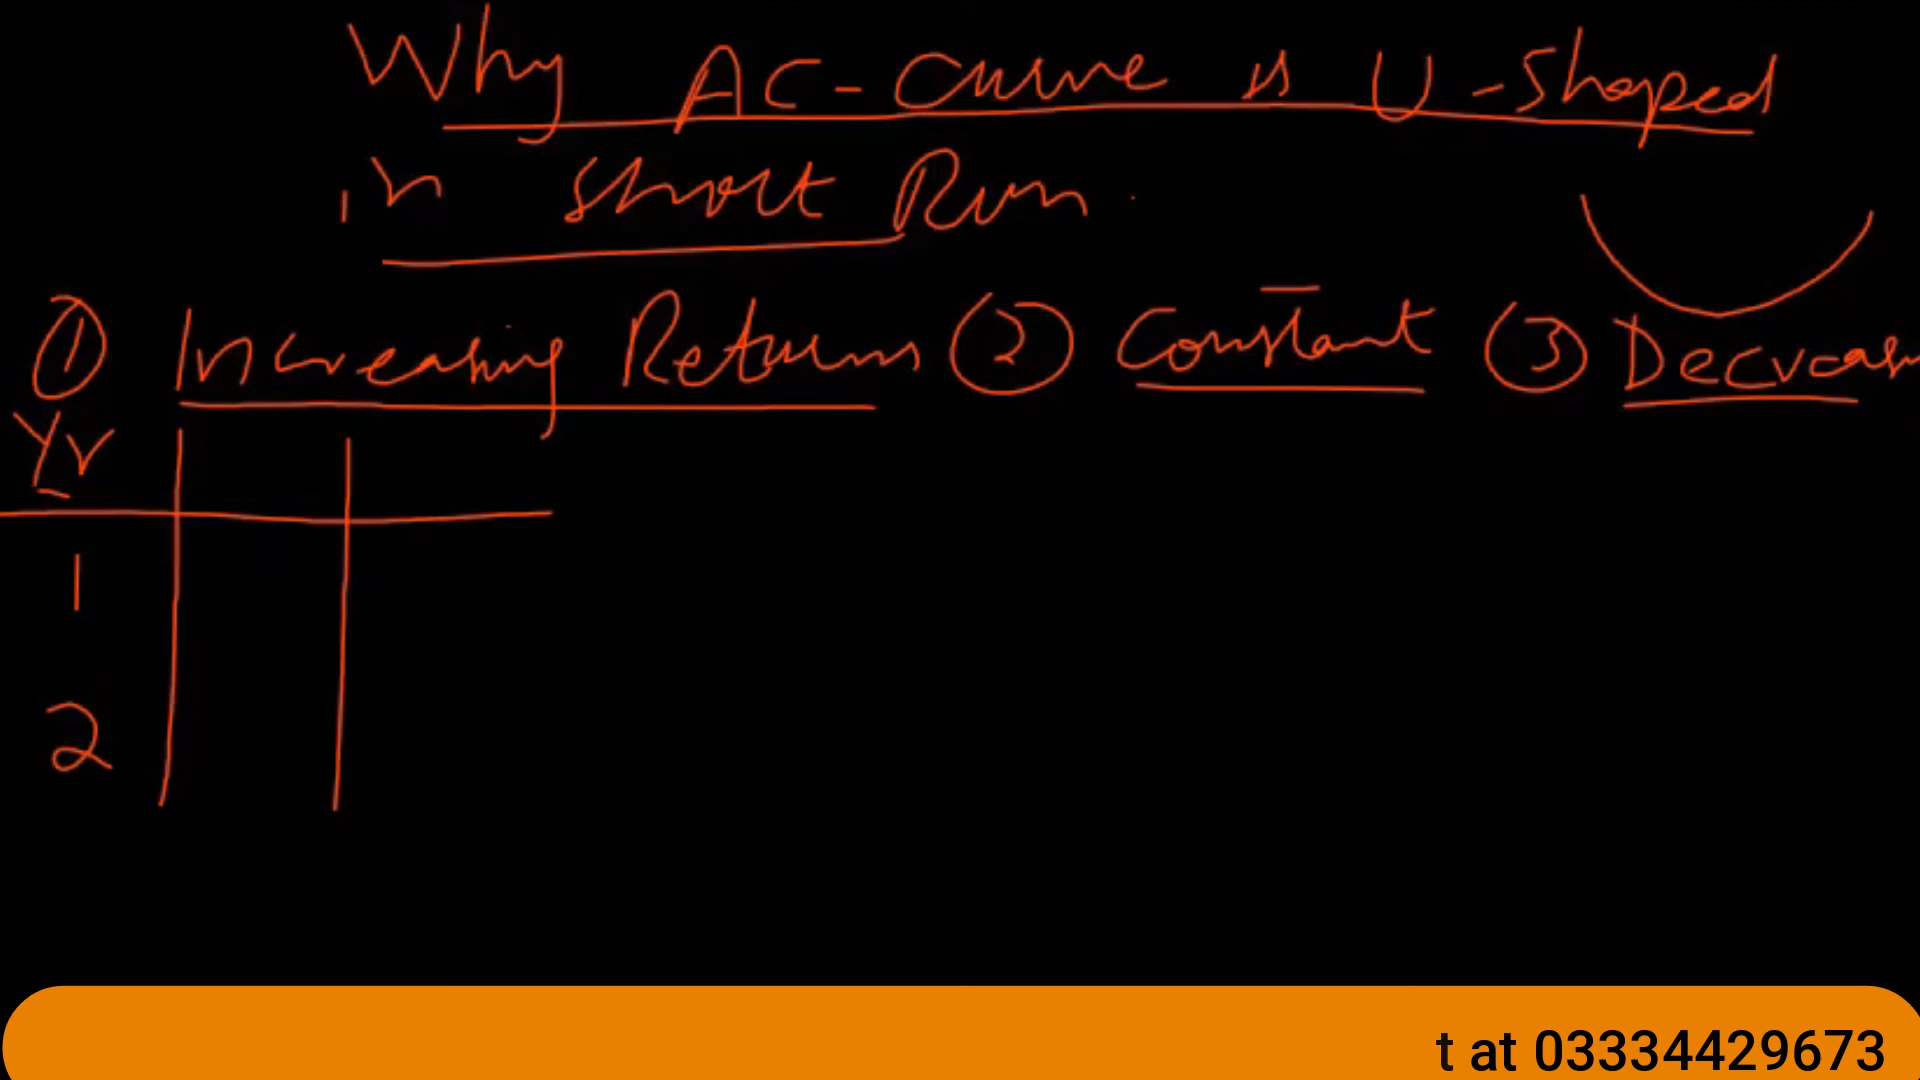 Why AC-Curve is U-Shaped
in Short Run.
① Increasing Returns ② Constant ③ Decreas
Yr
1
2
t at 03334429673